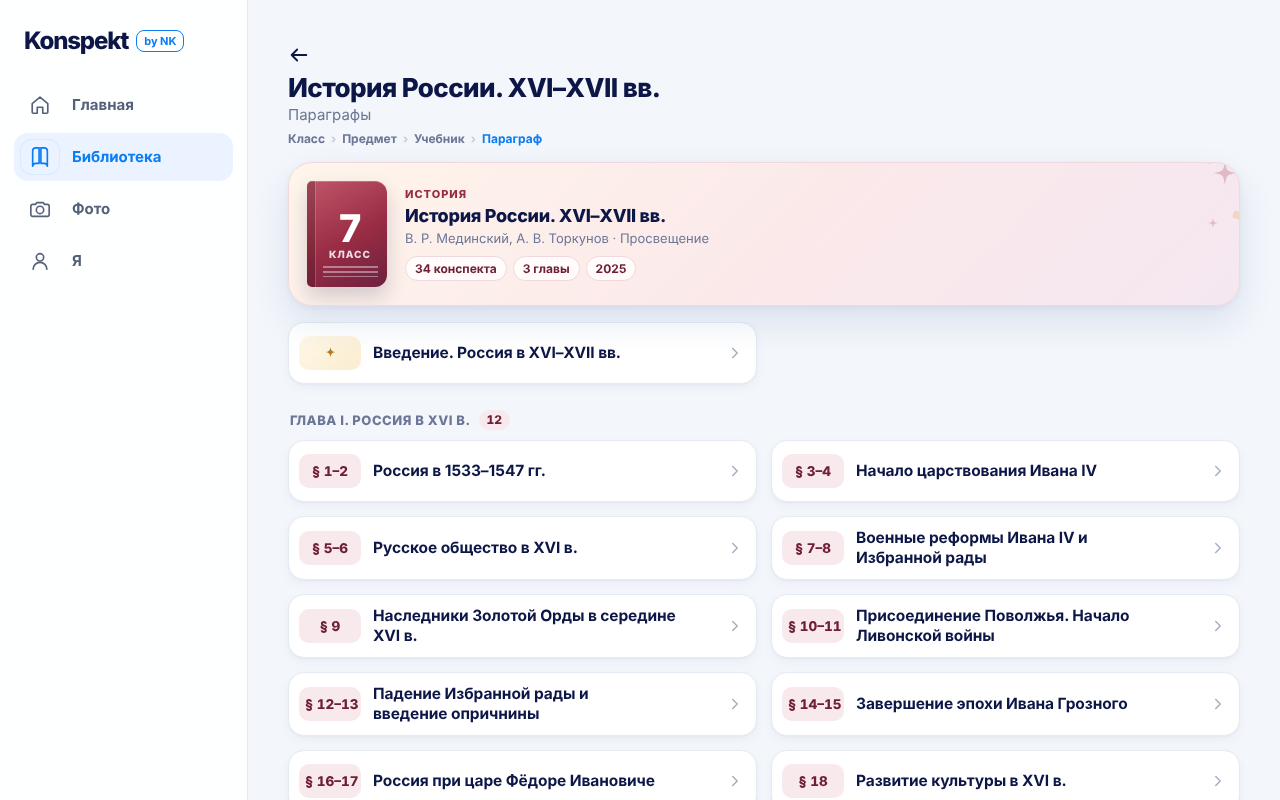 Konspekt by NK
Главная
Библиотека
Фото
Я
История России. XVI–XVII вв.
Параграфы
Класс › Предмет › Учебник › Параграф
7
КЛАСС
ИСТОРИЯ
История России. XVI–XVII вв.
В. Р. Мединский, А. В. Торкунов · Просвещение
34 конспекта 3 главы 2025
Введение. Россия в XVI–XVII вв.
ГЛАВА I. РОССИЯ В XVI В. 12
§ 1–2 Россия в 1533–1547 гг.
§ 3–4 Начало царствования Ивана IV
§ 5–6 Русское общество в XVI в.
§ 7–8 Военные реформы Ивана IV и
Избранной рады
§ 9 Наследники Золотой Орды в середине
XVI в.
§ 10–11 Присоединение Поволжья. Начало
Ливонской войны
§ 12–13 Падение Избранной рады и
введение опричнины
§ 14–15 Завершение эпохи Ивана Грозного
§ 16–17 Россия при царе Фёдоре Ивановиче
§ 18 Развитие культуры в XVI в.